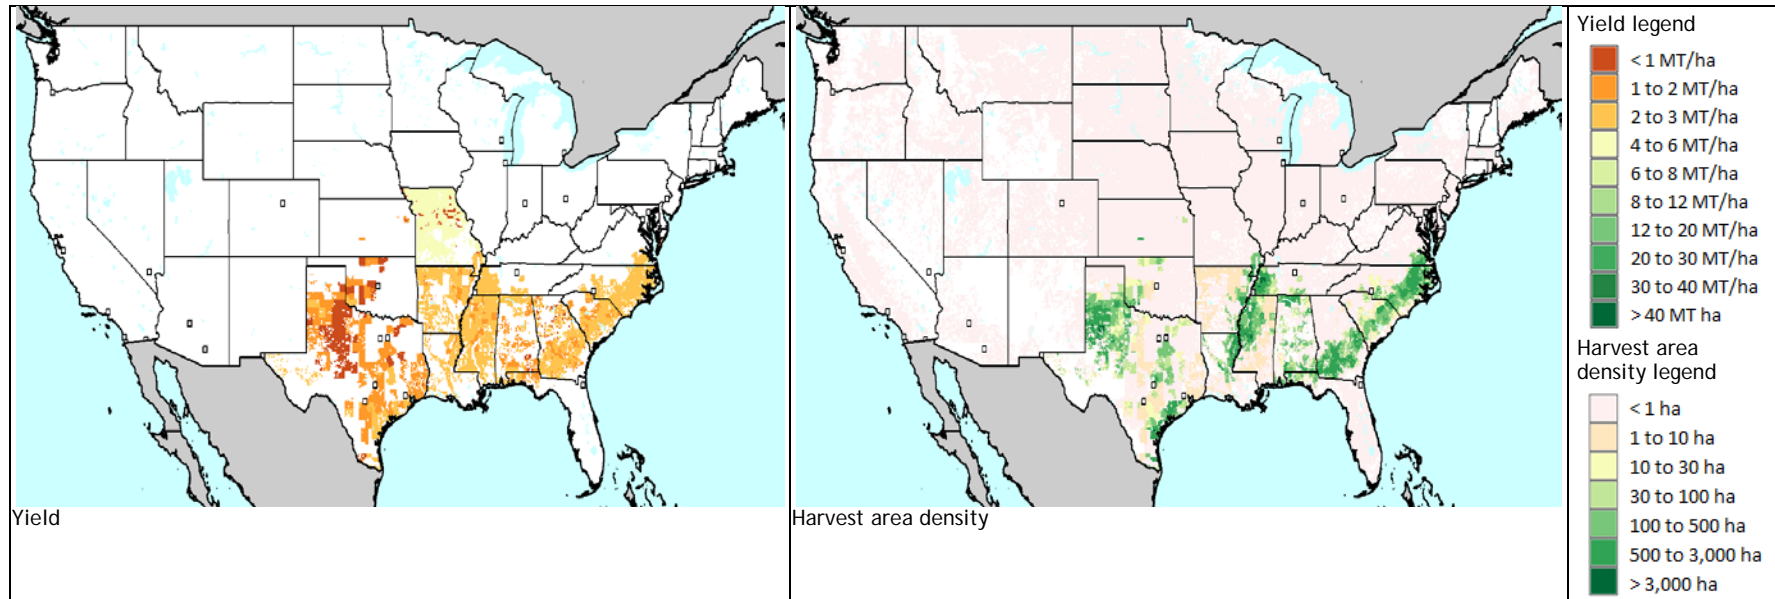 Yield legend
< 1 MT/ha
1 to 2 MT/ha
2 to 3 MT/ha
4 to 6 MT/ha
6 to 8 MT/ha
8 to 12 MT/ha
12 to 20 MT/ha
20 to 30 MT/ha
30 to 40 MT/ha
> 40 MT ha
Harvest area
density legend
< 1 ha
1 to 10 ha
10 to 30 ha
30 to 100 ha
100 to 500 ha
500 to 3,000 ha
> 3,000 ha
Yield
Harvest area density